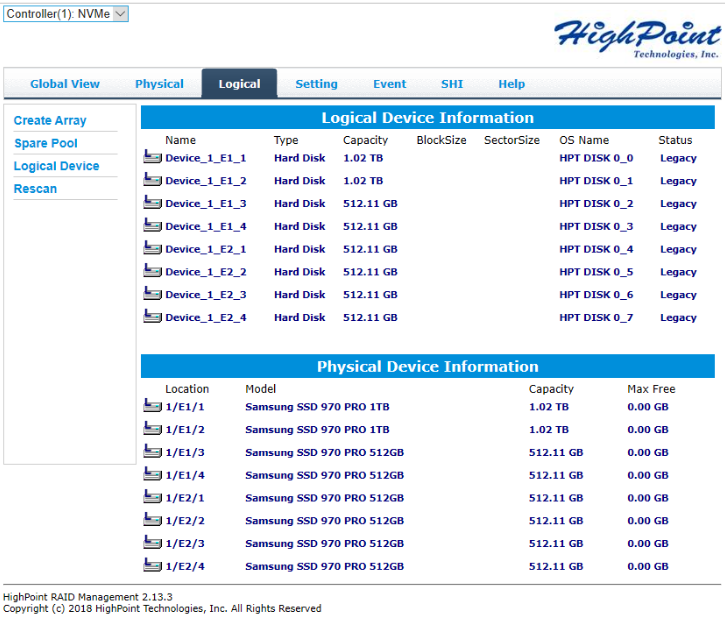 Controller(1): NVMe
HighPoint
Technologies, Inc.
Global View Physical Logical Setting Event SHI Help
Create Array
Spare Pool
Logical Device
Rescan
Logical Device Information
Name Type Capacity BlockSize SectorSize OS Name Status
Device_1_E1_1 Hard Disk 1.02 TB HPT DISK 0_0 Legacy
Device_1_E1_2 Hard Disk 1.02 TB HPT DISK 0_1 Legacy
Device_1_E1_3 Hard Disk 512.11 GB HPT DISK 0_2 Legacy
Device_1_E1_4 Hard Disk 512.11 GB HPT DISK 0_3 Legacy
Device_1_E2_1 Hard Disk 512.11 GB HPT DISK 0_4 Legacy
Device_1_E2_2 Hard Disk 512.11 GB HPT DISK 0_5 Legacy
Device_1_E2_3 Hard Disk 512.11 GB HPT DISK 0_6 Legacy
Device_1_E2_4 Hard Disk 512.11 GB HPT DISK 0_7 Legacy
Physical Device Information
Location Model Capacity Max Free
1/E1/1 Samsung SSD 970 PRO 1TB 1.02 TB 0.00 GB
1/E1/2 Samsung SSD 970 PRO 1TB 1.02 TB 0.00 GB
1/E1/3 Samsung SSD 970 PRO 512GB 512.11 GB 0.00 GB
1/E1/4 Samsung SSD 970 PRO 512GB 512.11 GB 0.00 GB
1/E2/1 Samsung SSD 970 PRO 512GB 512.11 GB 0.00 GB
1/E2/2 Samsung SSD 970 PRO 512GB 512.11 GB 0.00 GB
1/E2/3 Samsung SSD 970 PRO 512GB 512.11 GB 0.00 GB
1/E2/4 Samsung SSD 970 PRO 512GB 512.11 GB 0.00 GB
HighPoint RAID Management 2.13.3
Copyright (c) 2018 HighPoint Technologies, Inc. All Rights Reserved